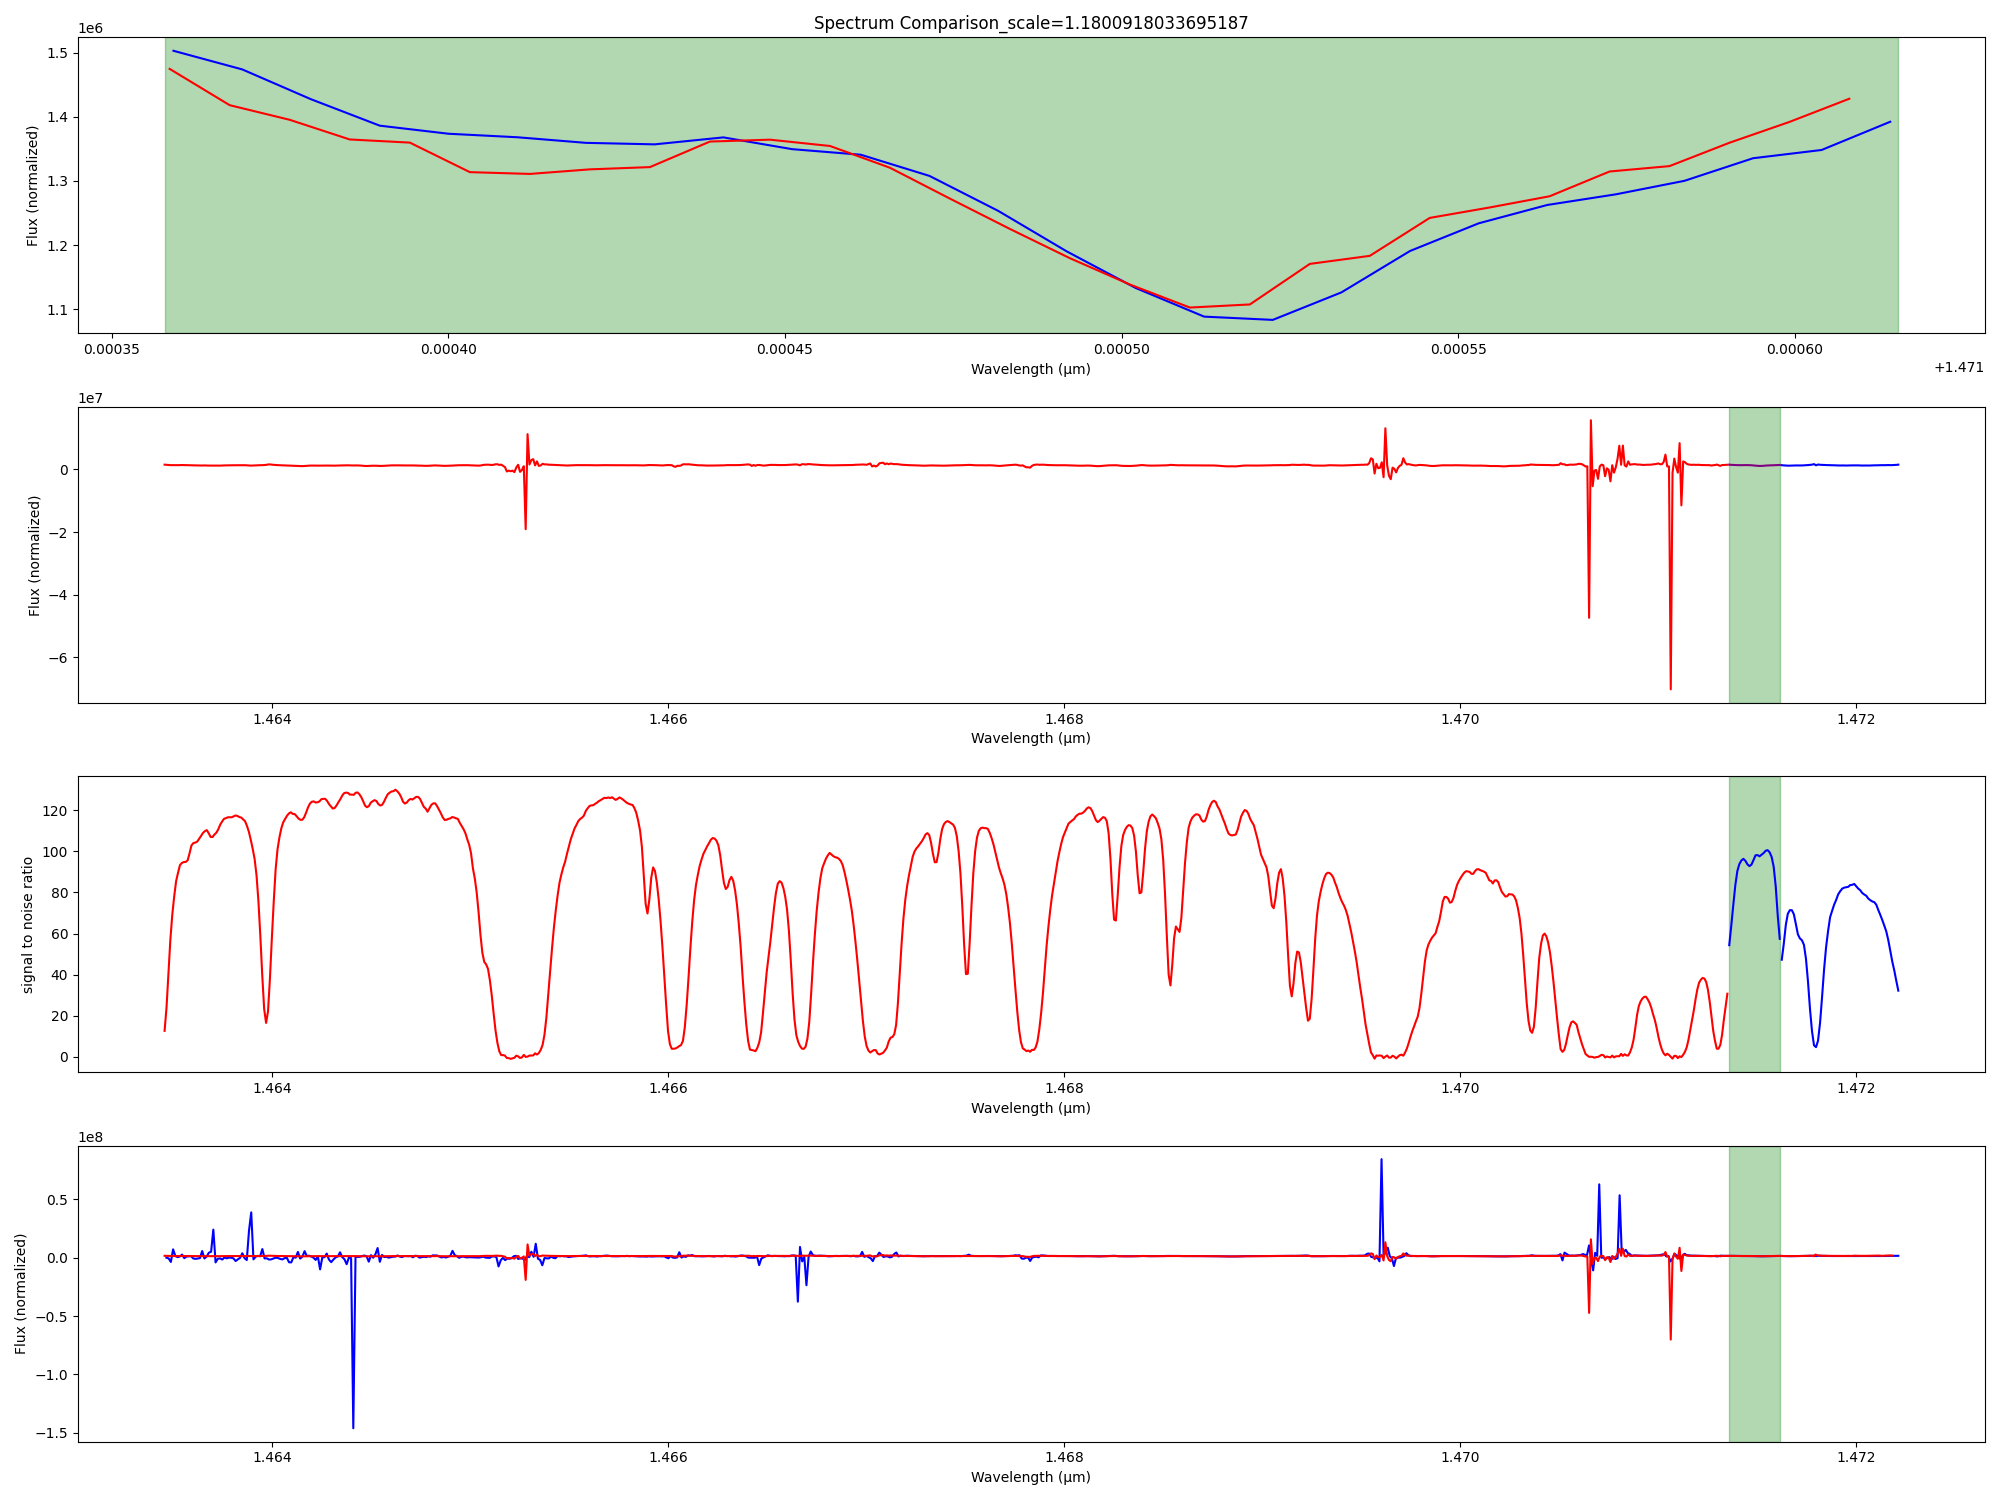 Spectrum Comparison_scale=1.1800918033695187
1e6
1.5
1.4
1.3
1.2
1.1
Flux (normalized)
0.00035 0.00040 0.00045 0.00050 0.00055 0.00060
Wavelength (μm)
+1.471
1e7
0
−2
−4
−6
Flux (normalized)
1.464 1.466 1.468 1.470 1.472
Wavelength (μm)
120
100
80
60
40
20
0
signal to noise ratio
1.464 1.466 1.468 1.470 1.472
Wavelength (μm)
1e8
0.5
0.0
−0.5
−1.0
−1.5
Flux (normalized)
1.464 1.466 1.468 1.470 1.472
Wavelength (μm)